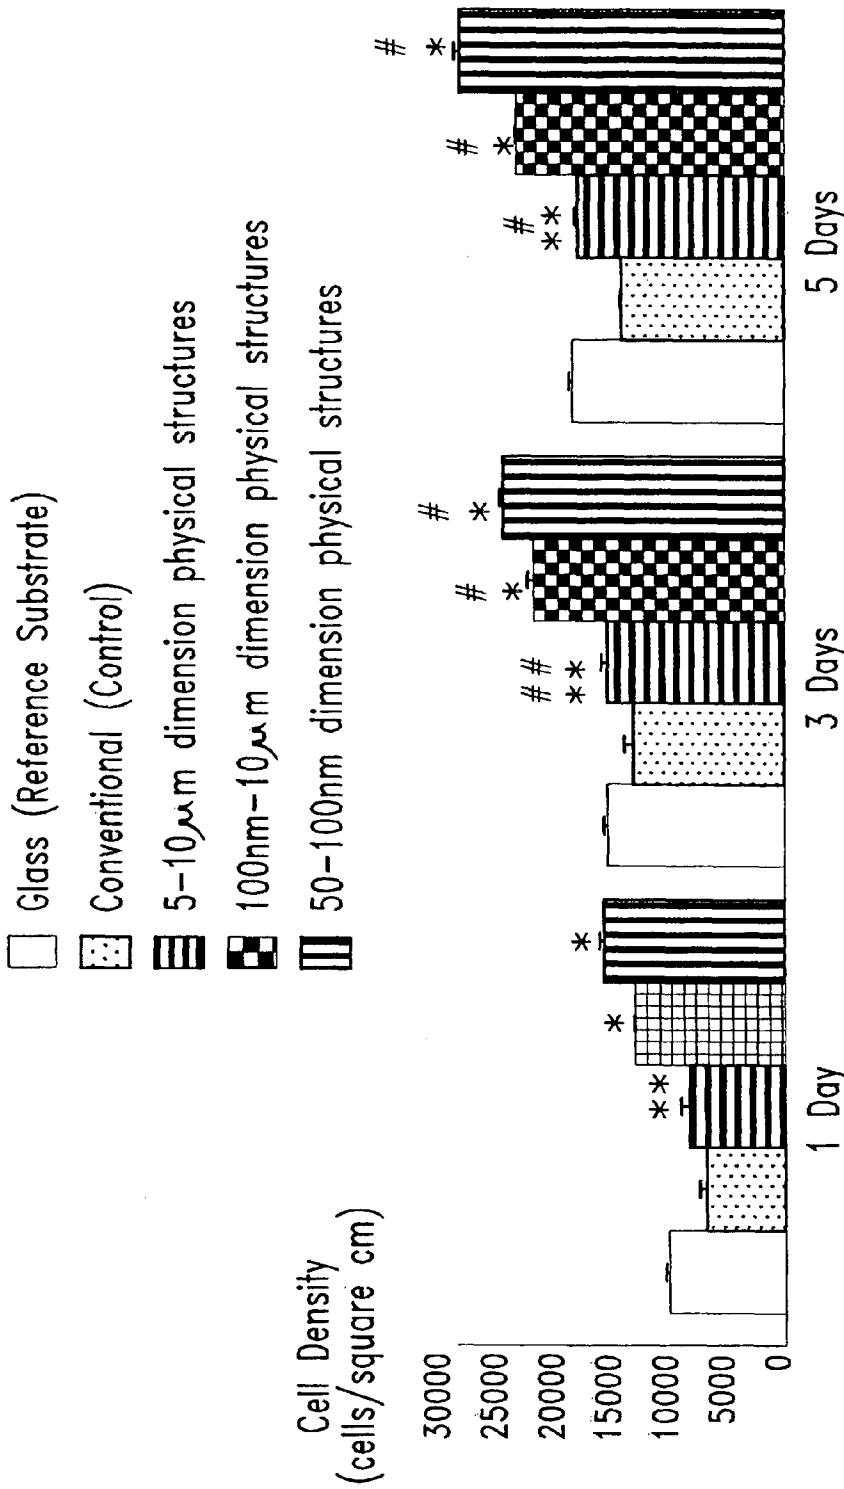 Glass (Reference Substrate)
Conventional (Control)
5-10μm dimension physical structures
100nm-10μm dimension physical structures
50-100nm dimension physical structures
Cell Density
(cells/square cm)
30000
25000
20000
15000
10000
5000
0
**
*
*
##
**
#
*
#
*
#
**
#
*
#
*
1 Day
3 Days
5 Days